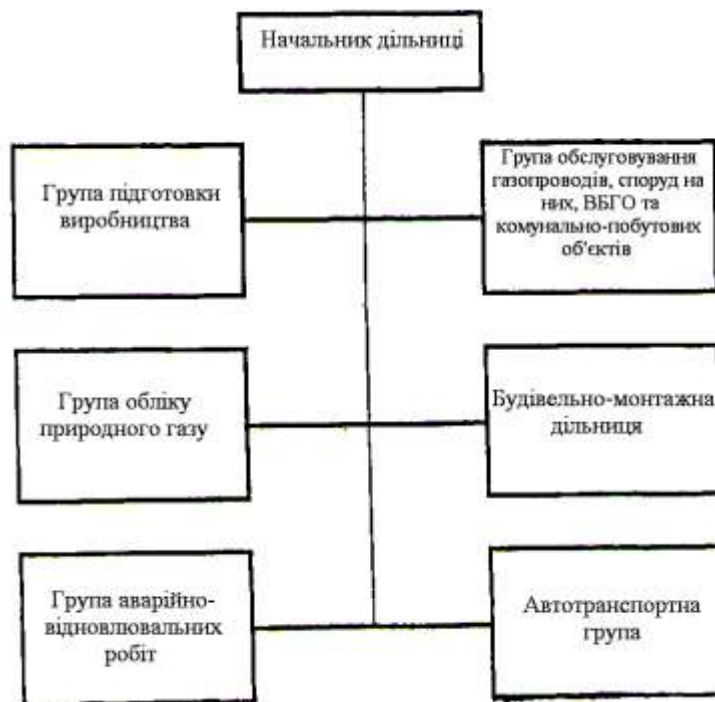 Начальник дільниці
Група підготовки
виробництва
Група обслуговування
газопроводів, споруд на
них, ВБГО та
комунально-побутових
об'єктів
Група обліку
природного газу
Будівельно-монтажна
дільниця
Група аварійно-
відновлювальних
робіт
Автотранспортна
група